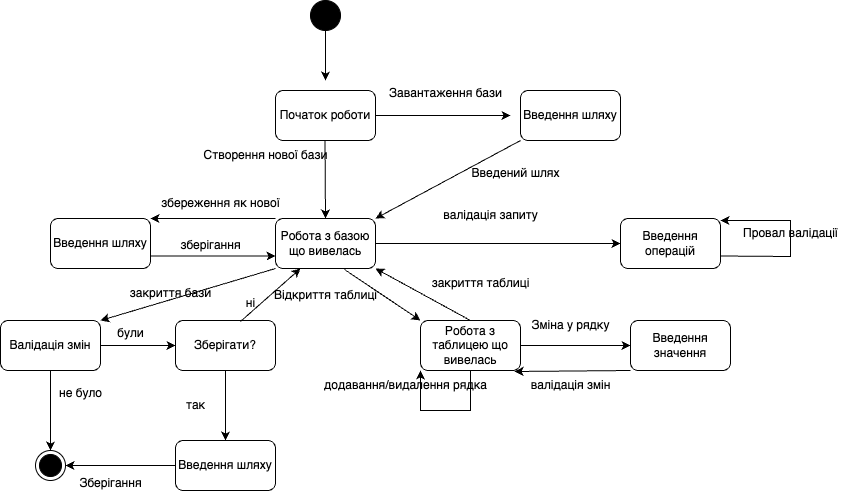 Завантаження бази
Початок роботи
Введення шляху
Створення нової бази
Введений шлях
збереження як нової
валідація запиту
Введення шляху
зберігання
Робота з базою
що вивелась
Введення
операцій
Провал валідації
закриття бази
ні
Відкриття таблиці
закриття таблиці
Валідація змін
були
Зберігати?
Робота з
таблицею що
вивелась
Зміна у рядку
Введення
значення
не було
додавання/видалення рядка
валідація змін
так
Введення шляху
Зберігання